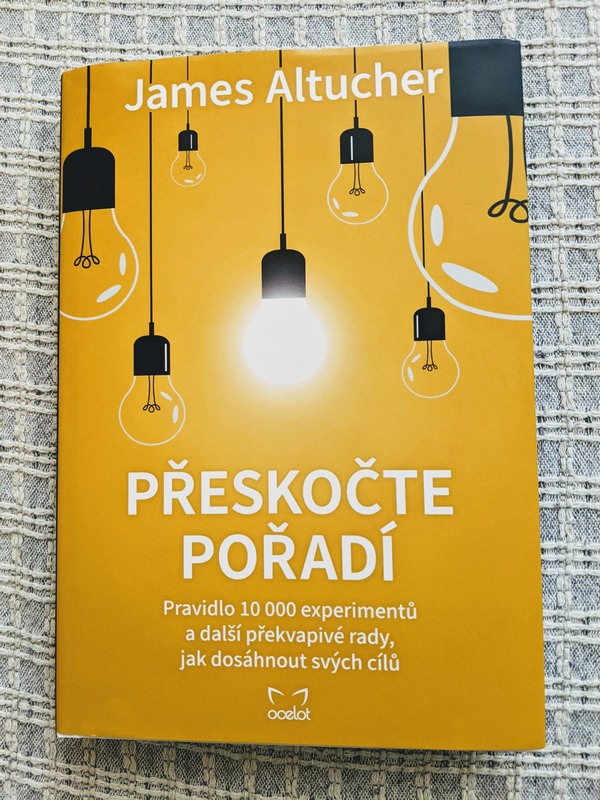 James Altucher
PŘESKOČTE
POŘADÍ
Pravidlo 10 000 experimentů
a další překvapivé rady,
jak dosáhnout svých cílů
ocelot